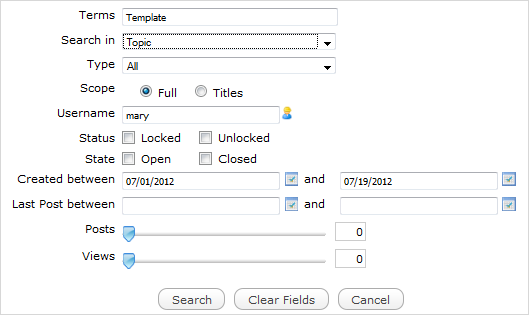 Terms Template
Search in Topic
Type All
Scope Full Titles
Username mary
Status Locked Unlocked
State Open Closed
Created between 07/01/2012 and 07/19/2012
Last Post between and
Posts 0
Views 0
Search Clear Fields Cancel